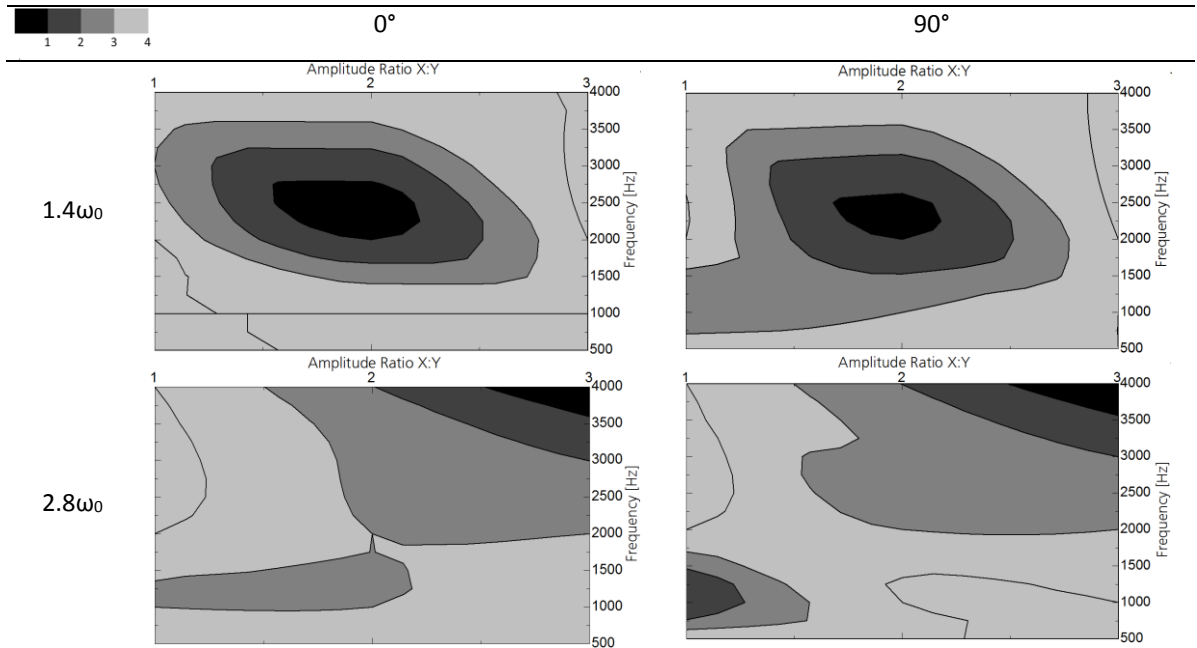 1 2 3 4
0° 90°
Amplitude Ratio X:Y Amplitude Ratio X:Y
1 2 3 1 2 3
4000 4000
3500 3500
3000 3000
2500 2500
2000 2000
1500 1500
1000 1000
500 500
Frequency [Hz] Frequency [Hz]
1.4ω₀
Amplitude Ratio X:Y Amplitude Ratio X:Y
1 2 3 1 2 3
4000 4000
3500 3500
3000 3000
2500 2500
2000 2000
1500 1500
1000 1000
500 500
Frequency [Hz] Frequency [Hz]
2.8ω₀